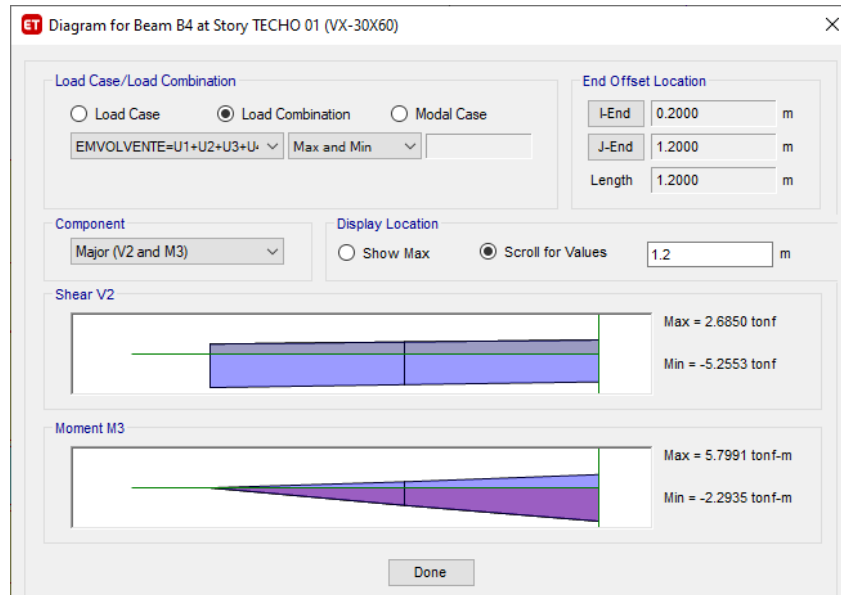 ET Diagram for Beam B4 at Story TECHO 01 (VX-30X60)
Load Case/Load Combination
Load Case Load Combination Modal Case
EMVOLVENTE=U1+U2+U3+U4 Max and Min
End Offset Location
I-End 0.2000 m
J-End 1.2000 m
Length 1.2000 m
Component
Major (V2 and M3)
Display Location
Show Max Scroll for Values 1.2 m
Shear V2
Max = 2.6850 tonf
Min = -5.2553 tonf
Moment M3
Max = 5.7991 tonf-m
Min = -2.2935 tonf-m
Done